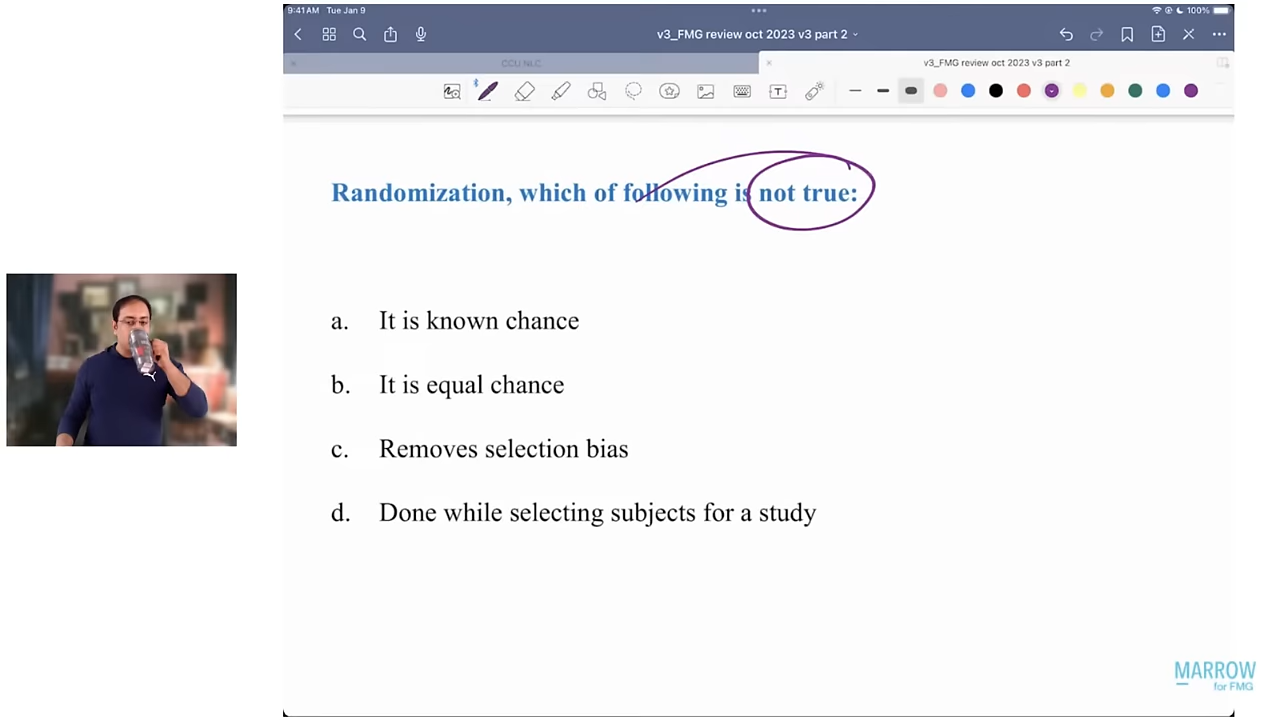 9:41 AM Tue Jan 9
100%
v3_FMG review oct 2023 v3 part 2
CCU NLC
v3_FMG review oct 2023 v3 part 2
Randomization, which of following is not true:
a. It is known chance
b. It is equal chance
c. Removes selection bias
d. Done while selecting subjects for a study
MARROW
for FMG